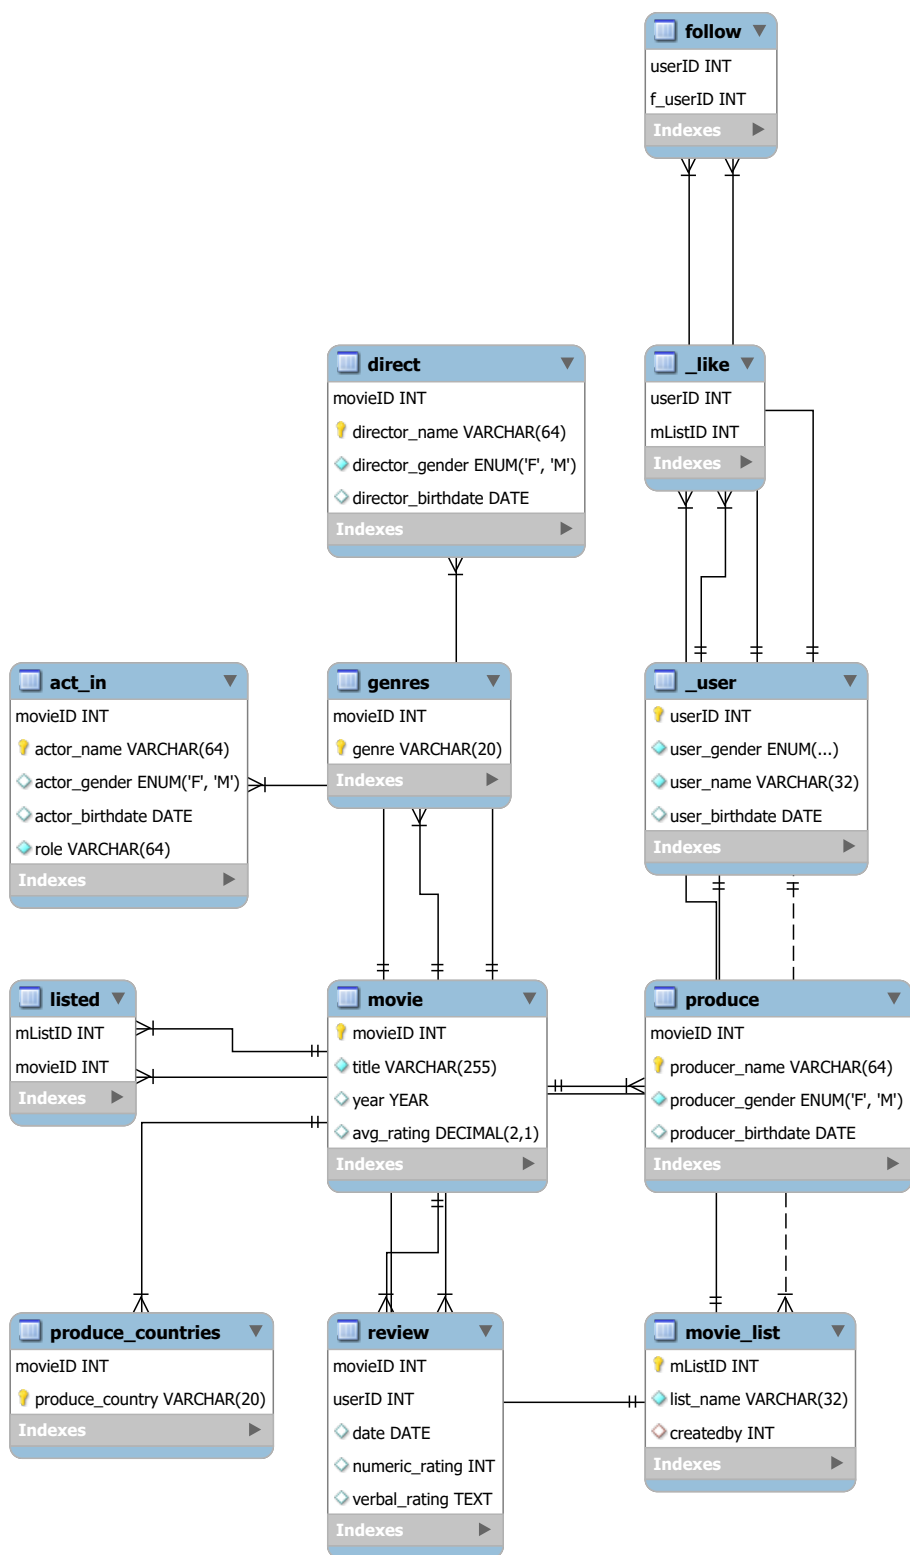 follow
userID INT
f_userID INT
Indexes
direct
movieID INT
director_name VARCHAR(64)
director_gender ENUM('F', 'M')
director_birthdate DATE
Indexes
_like
userID INT
mListID INT
Indexes
act_in
movieID INT
actor_name VARCHAR(64)
actor_gender ENUM('F', 'M')
actor_birthdate DATE
role VARCHAR(64)
Indexes
genres
movieID INT
genre VARCHAR(20)
Indexes
_user
userID INT
user_gender ENUM(...)
user_name VARCHAR(32)
user_birthdate DATE
Indexes
listed
mListID INT
movieID INT
Indexes
movie
movieID INT
title VARCHAR(255)
year YEAR
avg_rating DECIMAL(2,1)
Indexes
produce
movieID INT
producer_name VARCHAR(64)
producer_gender ENUM('F', 'M')
producer_birthdate DATE
Indexes
produce_countries
movieID INT
produce_country VARCHAR(20)
Indexes
review
movieID INT
userID INT
date DATE
numeric_rating INT
verbal_rating TEXT
Indexes
movie_list
mListID INT
list_name VARCHAR(32)
createdby INT
Indexes